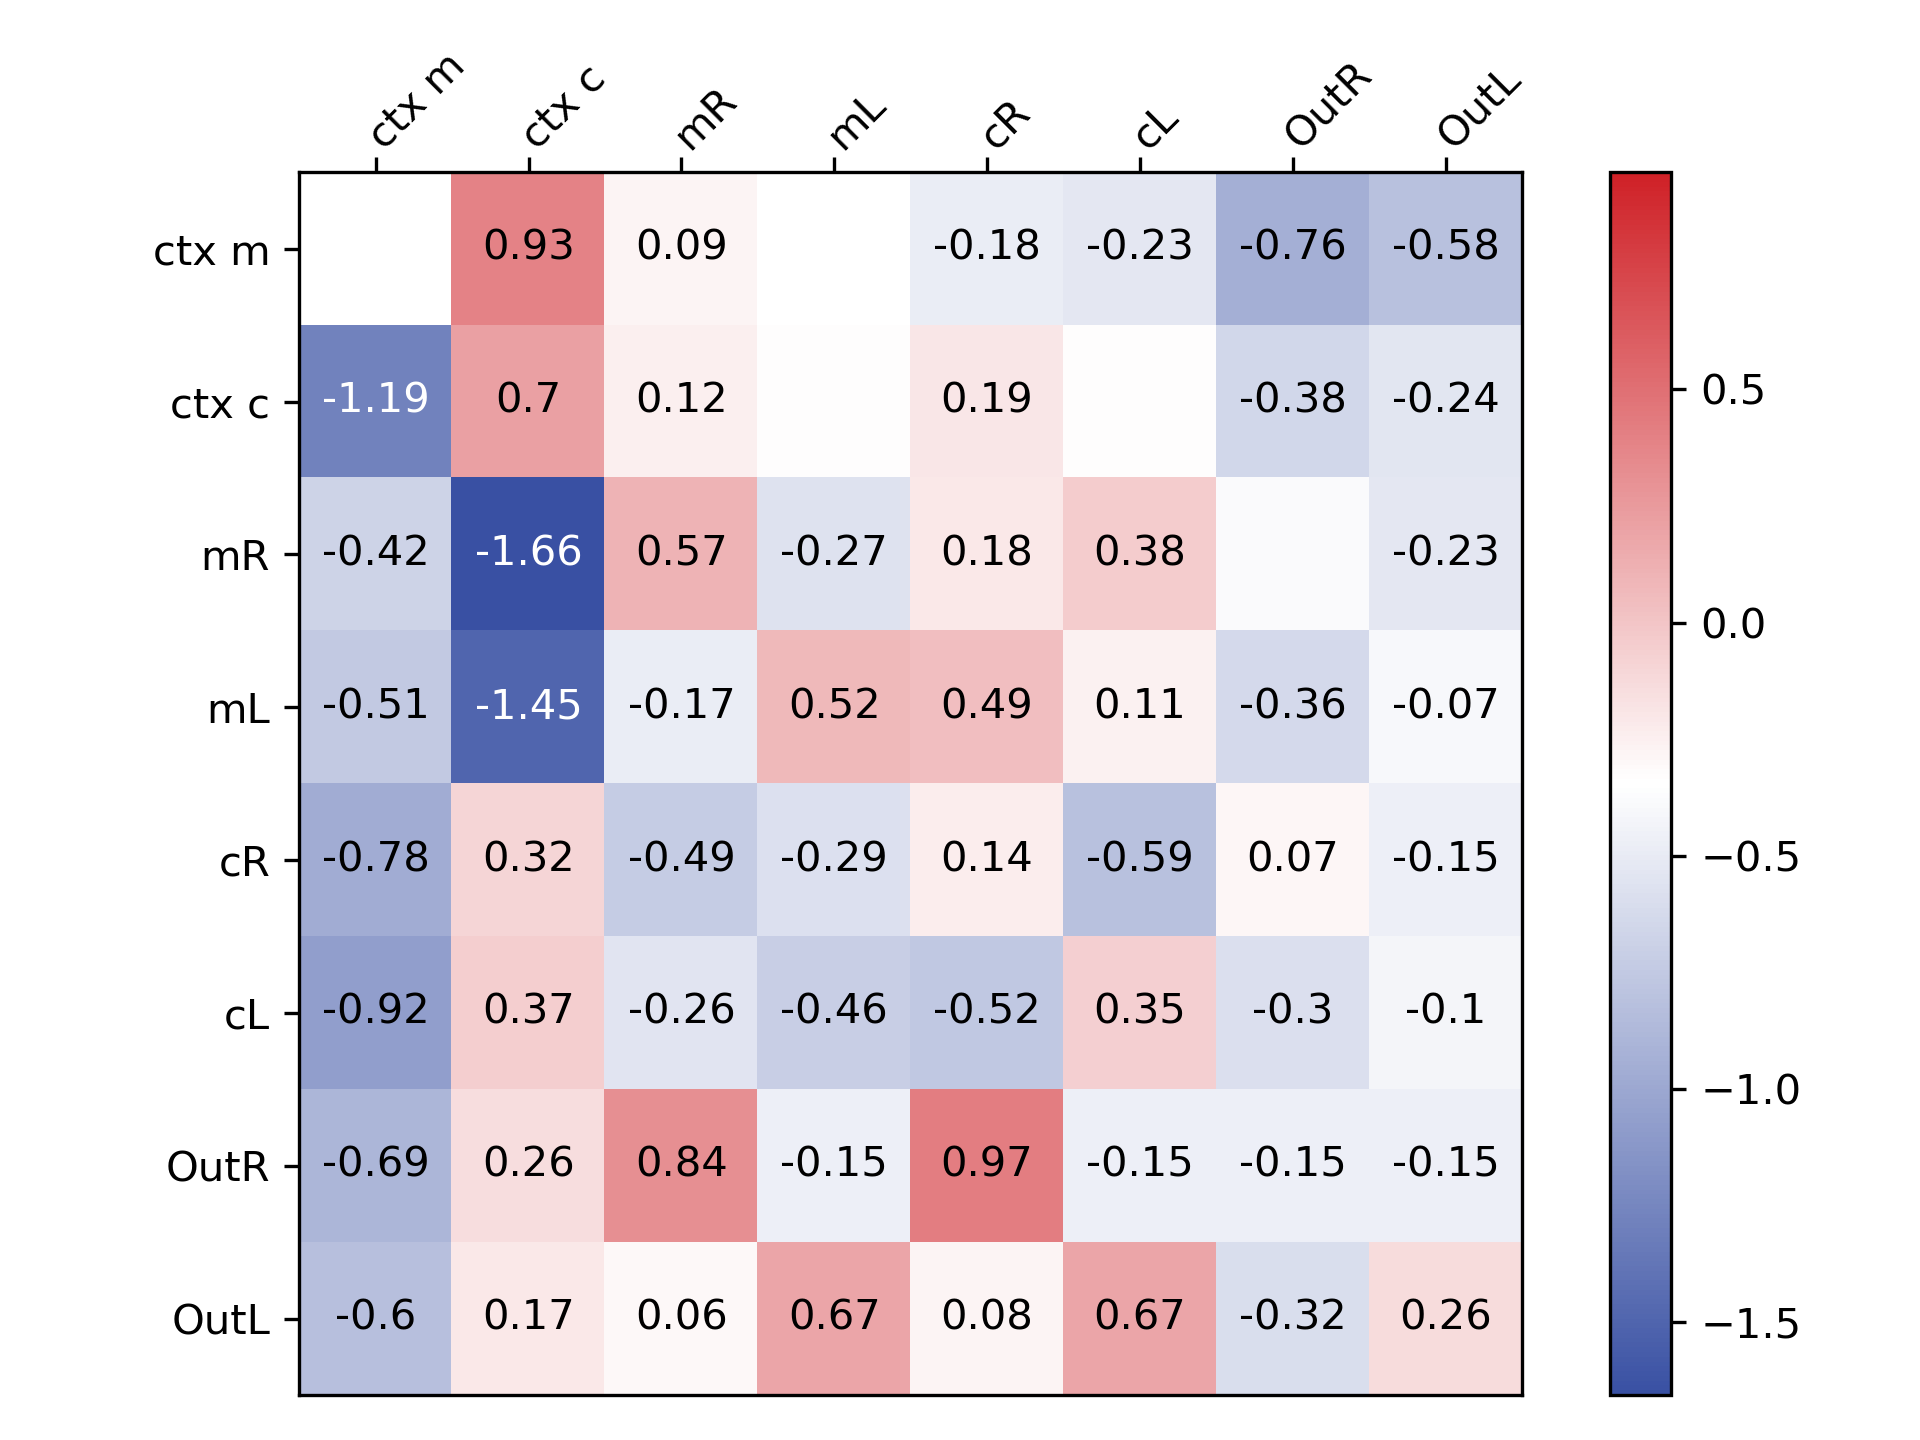 ctx m ctx c mR mL cR cL OutR OutL
ctx m 0.93 0.09 -0.18 -0.23 -0.76 -0.58
ctx c -1.19 0.7 0.12 0.19 -0.38 -0.24
mR -0.42 -1.66 0.57 -0.27 0.18 0.38 -0.23
mL -0.51 -1.45 -0.17 0.52 0.49 0.11 -0.36 -0.07
cR -0.78 0.32 -0.49 -0.29 0.14 -0.59 0.07 -0.15
cL -0.92 0.37 -0.26 -0.46 -0.52 0.35 -0.3 -0.1
OutR -0.69 0.26 0.84 -0.15 0.97 -0.15 -0.15 -0.15
OutL -0.6 0.17 0.06 0.67 0.08 0.67 -0.32 0.26
0.5
0.0
−0.5
−1.0
−1.5